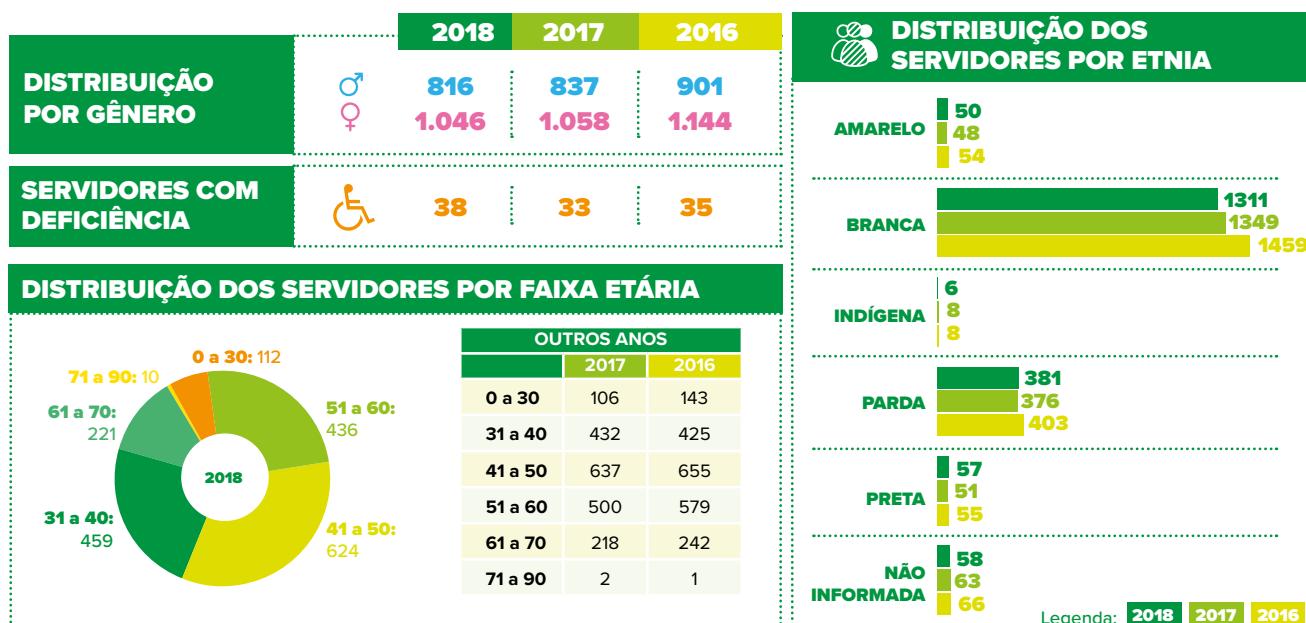 2018 2017 2016
DISTRIBUIÇÃO
POR GÊNERO
816 837 901
1.046 1.058 1.144
SERVIDORES COM
DEFICIÊNCIA
38 33 35
DISTRIBUIÇÃO DOS SERVIDORES POR FAIXA ETÁRIA
0 a 30: 112
71 a 90: 10
61 a 70:
221
51 a 60:
436
2018
31 a 40:
459
41 a 50:
624
OUTROS ANOS
2017 2016
0 a 30 106 143
31 a 40 432 425
41 a 50 637 655
51 a 60 500 579
61 a 70 218 242
71 a 90 2 1
DISTRIBUIÇÃO DOS
SERVIDORES POR ETNIA
AMARELO
50
48
54
BRANCA
1311
1349
1459
INDÍGENA
6
8
8
PARDA
381
376
403
PRETA
57
51
55
NÃO
INFORMADA
58
63
66
Legenda: 2018 2017 2016